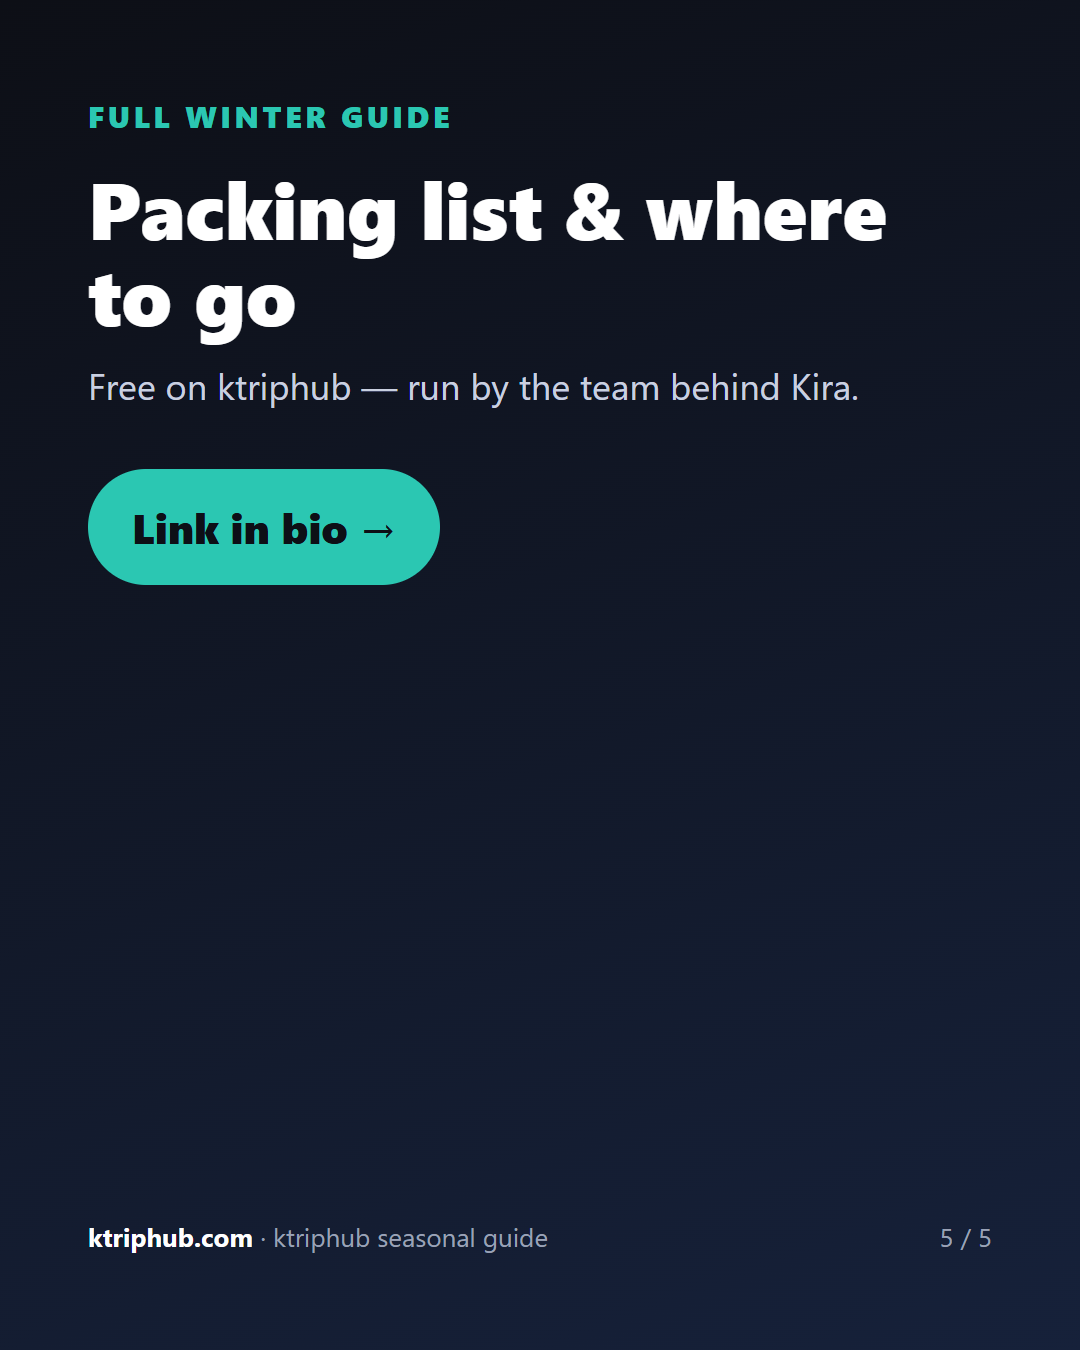 FULL WINTER GUIDE
Packing list & where
to go
Free on ktriphub — run by the team behind Kira.
Link in bio →
ktriphub.com · ktriphub seasonal guide
5 / 5